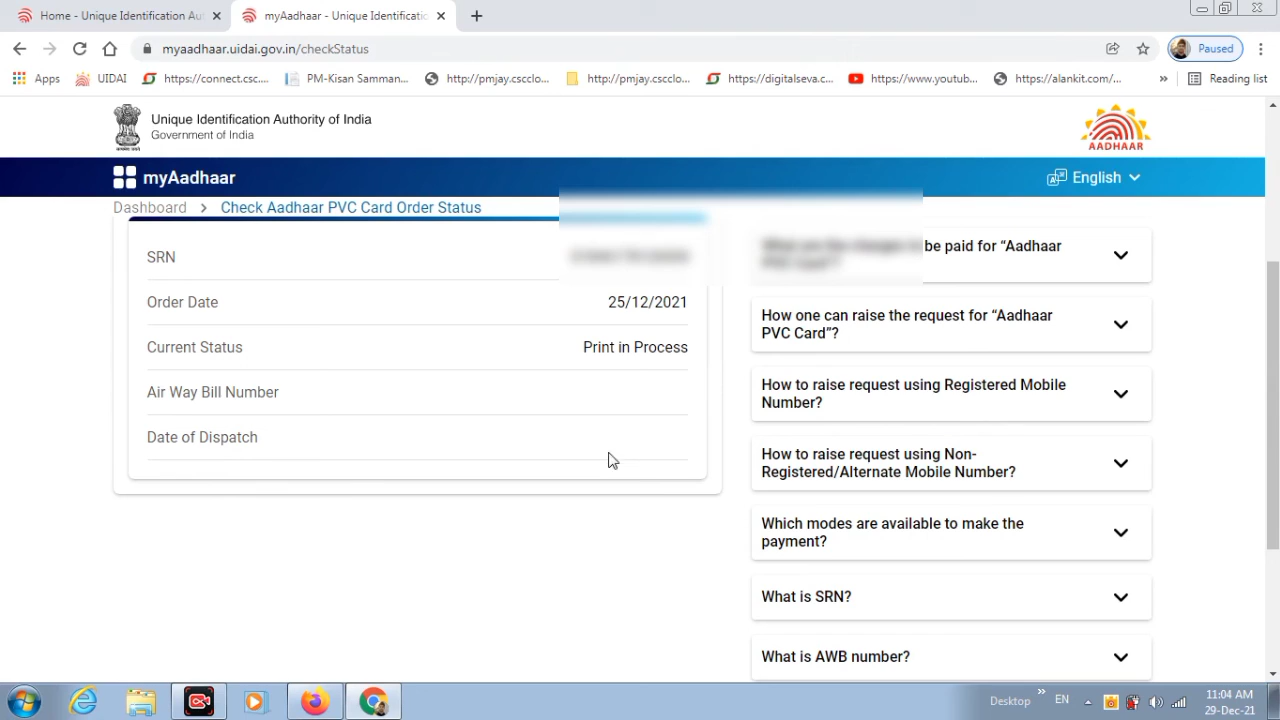 Home - Unique Identification Au
myAadhaar - Unique Identificatic
myaadhaar.uidai.gov.in/checkStatus
Paused
Apps
UIDAI
https://connect.csc....
PM-Kisan Samman...
http://pmjay.csccloud...
http://pmjay.csccloud...
https://digitalseva.c...
https://www.youtub...
https://alankit.com/...
»
Reading list
Unique Identification Authority of India
Government of India
AADHAAR
myAadhaar
English
Dashboard > Check Aadhaar PVC Card Order Status
SRN
Order Date 25/12/2021
Current Status Print in Process
Air Way Bill Number
Date of Dispatch
be paid for “Aadhaar
How one can raise the request for “Aadhaar
PVC Card”?
How to raise request using Registered Mobile
Number?
How to raise request using Non-
Registered/Alternate Mobile Number?
Which modes are available to make the
payment?
What is SRN?
What is AWB number?
Desktop
»
EN
11:04 AM
29-Dec-21